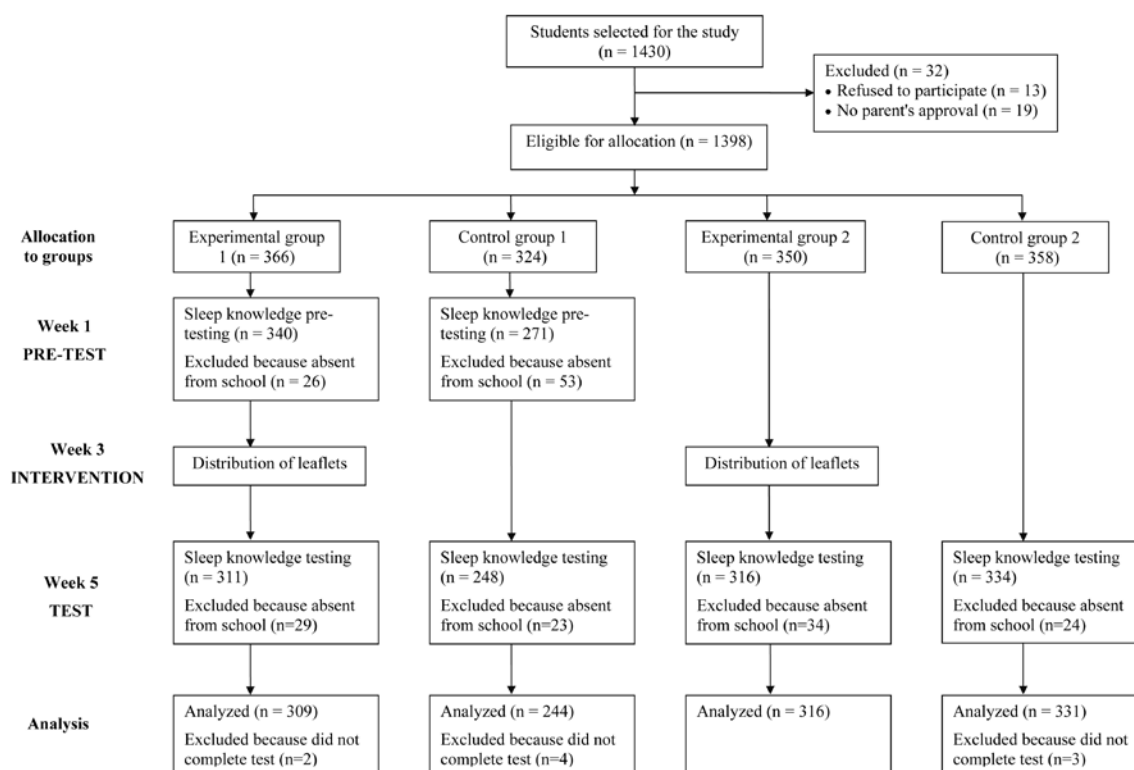 Students selected for the study
(n = 1430)
Excluded (n = 32)
• Refused to participate (n = 13)
• No parent's approval (n = 19)
Eligible for allocation (n = 1398)
Allocation
to groups
Experimental group
1 (n = 366)
Control group 1
(n = 324)
Experimental group 2
(n = 350)
Control group 2
(n = 358)
Week 1
PRE-TEST
Sleep knowledge pre-
testing (n = 340)
Excluded because absent
from school (n = 26)
Sleep knowledge pre-
testing (n = 271)
Excluded because absent
from school (n = 53)
Week 3
INTERVENTION
Distribution of leaflets
Distribution of leaflets
Week 5
TEST
Sleep knowledge testing
(n = 311)
Excluded because absent
from school (n=29)
Sleep knowledge testing
(n = 248)
Excluded because absent
from school (n=23)
Sleep knowledge testing
(n = 316)
Excluded because absent
from school (n=34)
Sleep knowledge testing
(n = 334)
Excluded because absent
from school (n=24)
Analysis
Analyzed (n = 309)
Excluded because did not
complete test (n=2)
Analyzed (n = 244)
Excluded because did not
complete test (n=4)
Analyzed (n = 316)
Analyzed (n = 331)
Excluded because did not
complete test (n=3)